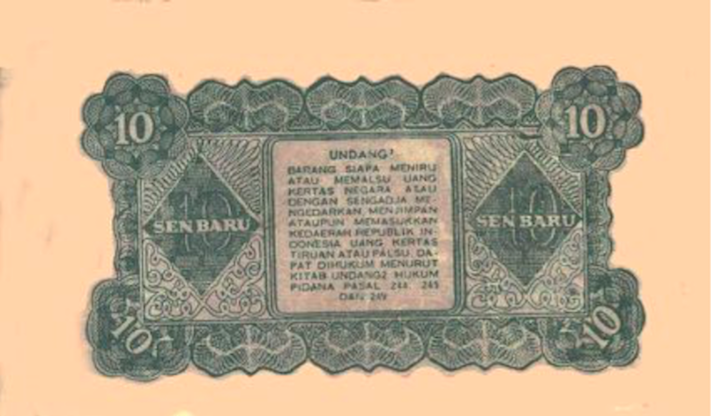 10
10
UNDANG²
BARANG SIAPA MENIRU
ATAU MEMALSU UANG
KERTAS NEGARA ATAU
DENGAN SENGADJA ME-
NGEDARKAN, MENJIMPAN
ATAUPUN MEMASUKKAN
KEDAERAH REPUBLIK IN-
DONESIA UANG KERTAS
TIRUAN ATAU PALSU, DA-
PAT DIHUKUM MENURUT
KITAB UNDANG2 HUKUM
PIDANA PASAL 244, 245
DAN 249
10
SEN BARU
10
SEN BARU
10
10